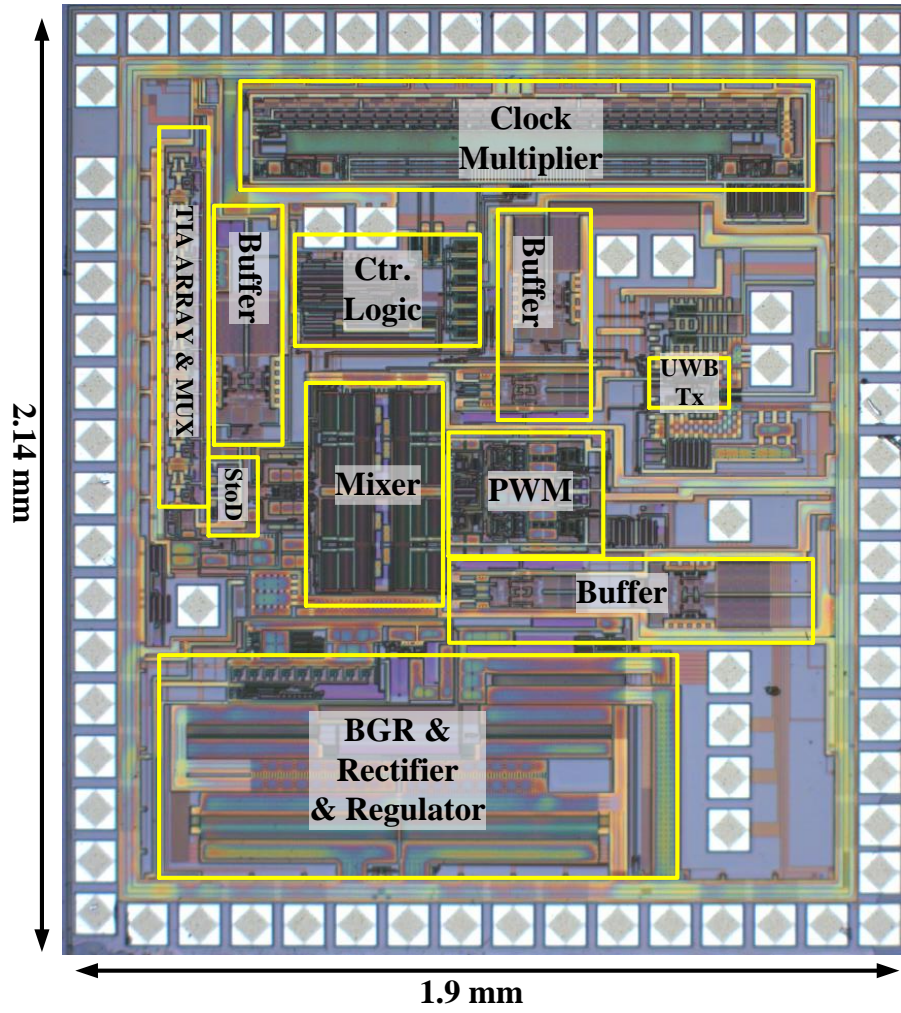 Clock
Multiplier
TIA ARRAY & MUX
Buffer
Ctr.
Logic
Buffer
UWB
Tx
2.14 mm
StoD
Mixer
PWM
Buffer
BGR &
Rectifier
& Regulator
1.9 mm